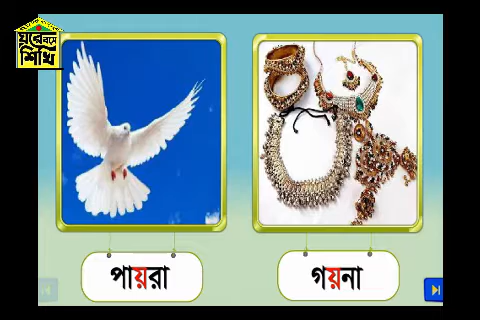 ঘরে বসে
শিখি
পায়রা
গয়না